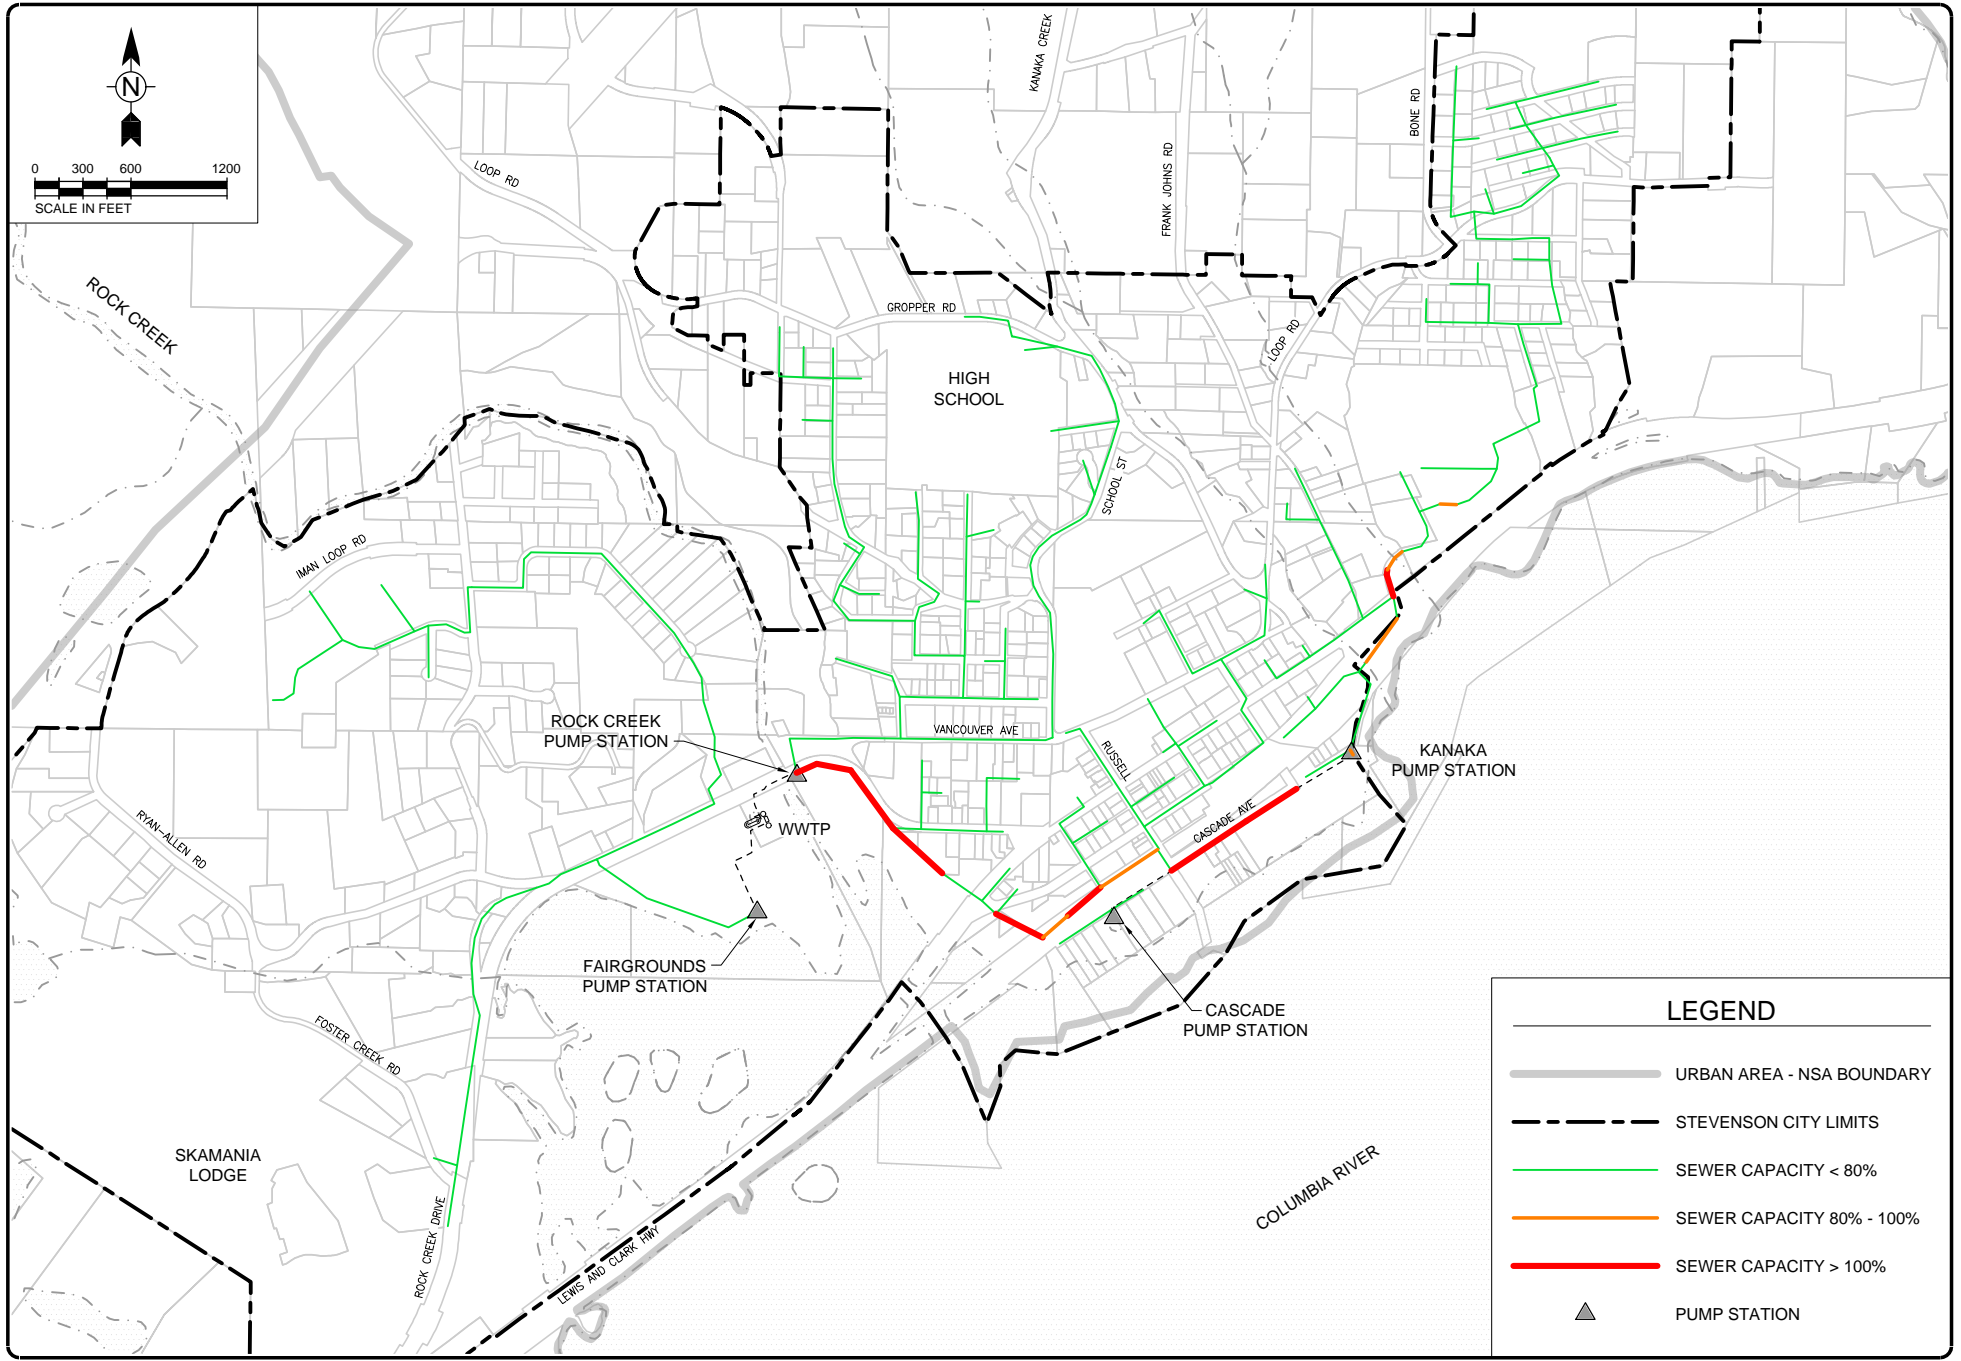 N
0 300 600 1200
SCALE IN FEET
ROCK CREEK
LOOP RD
KANAKA CREEK
FRANK JOHNS RD
BONE RD
GROPPER RD
LOOP RD
HIGH
SCHOOL
SCHOOL ST
IMAN LOOP RD
ROCK CREEK
PUMP STATION
VANCOUVER AVE
RUSSELL
KANAKA
PUMP STATION
CASCADE AVE
WWTP
RYAN-ALLEN RD
FAIRGROUNDS
PUMP STATION
CASCADE
PUMP STATION
FOSTER CREEK RD
SKAMANIA
LODGE
ROCK CREEK DRIVE
LEWIS AND CLARK HWY
COLUMBIA RIVER
LEGEND
URBAN AREA - NSA BOUNDARY
STEVENSON CITY LIMITS
SEWER CAPACITY < 80%
SEWER CAPACITY 80% - 100%
SEWER CAPACITY > 100%
PUMP STATION